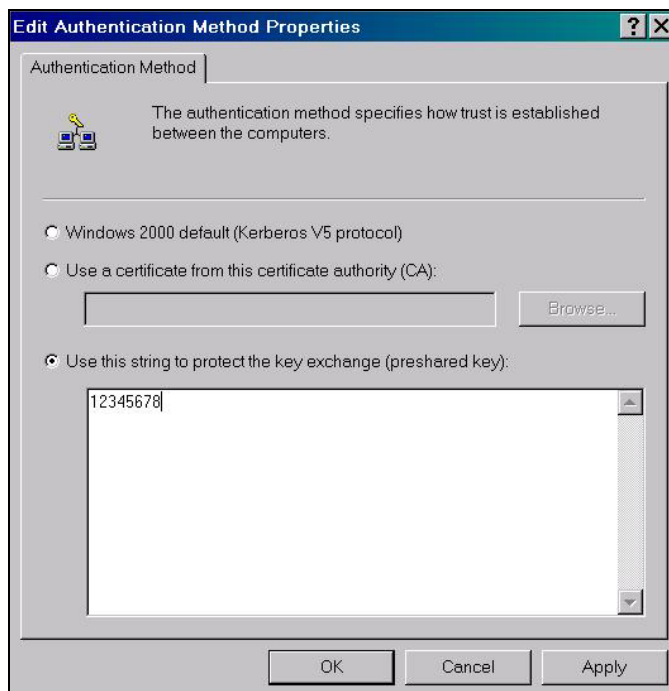 Edit Authentication Method Properties
Authentication Method
The authentication method specifies how trust is established
between the computers.
Windows 2000 default (Kerberos V5 protocol)
Use a certificate from this certificate authority (CA):
Browse...
Use this string to protect the key exchange (preshared key):
12345678
OK
Cancel
Apply